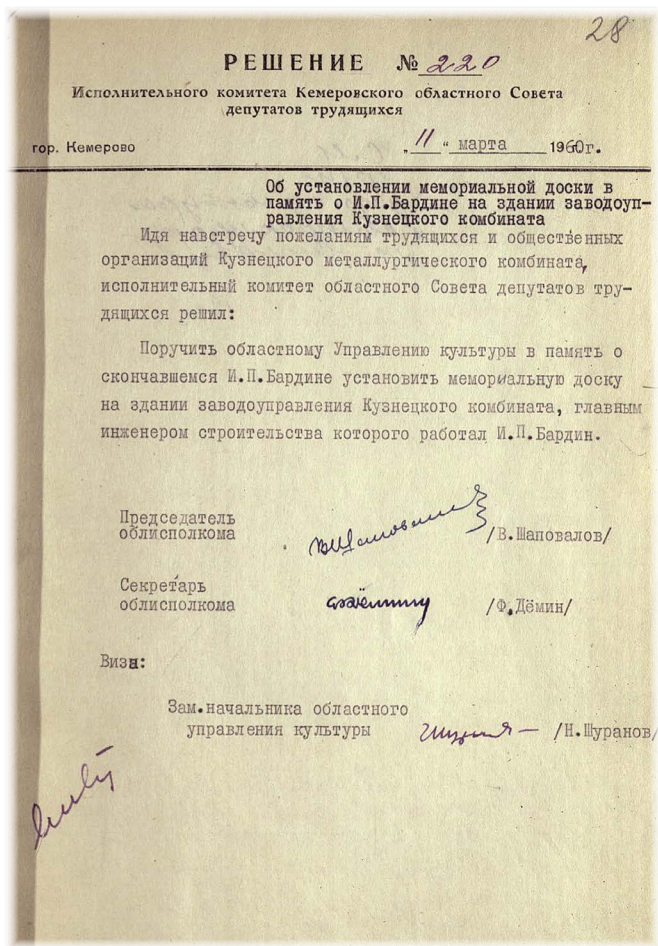 28
РЕШЕНИЕ № 220
Исполнительного комитета Кемеровского областного Совета
депутатов трудящихся
гор. Кемерово „11" марта 1960г.
Об установлении мемориальной доски в
память о И.П.Бардине на здании заводоуп-
равления Кузнецкого комбината
Идя навстречу пожеланиям трудящихся и общественных
организаций Кузнецкого металлургического комбината,
исполнительный комитет областного Совета депутатов тру-
дящихся решил:
Поручить областному Управлению культуры в память о
скончавшемся И.П.Бардине установить мемориальную доску
на здании заводоуправления Кузнецкого комбината, главным
инженером строительства которого работал И.П.Бардин.
Председатель
облисполкома /В.Шаповалов/
Секретарь
облисполкома /Ф.Дёмин/
Виза:
Зам.начальника областного
управления культуры /Н.Щуранов/